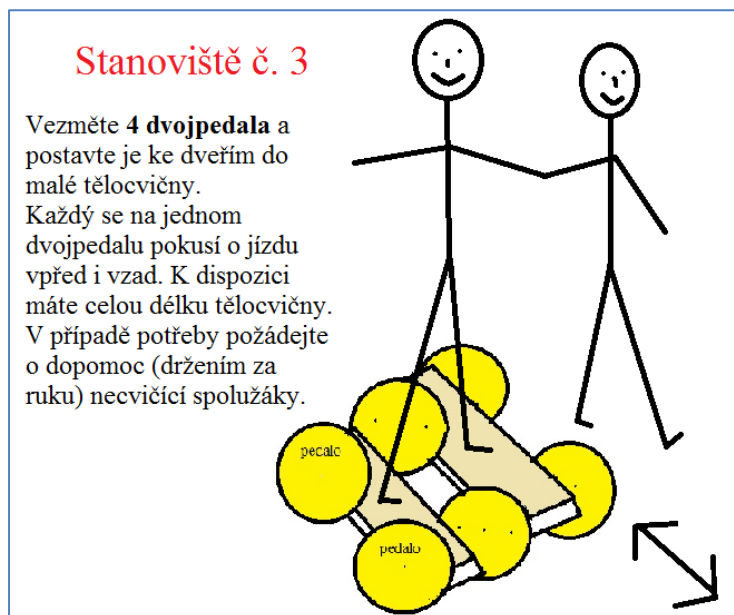 Stanoviště č. 3
Vezměte 4 dvojpedala a
postavte je ke dveřím do
malé tělocvičny.
Každý se na jednom
dvojpedalu pokusí o jízdu
vpřed i vzad. K dispozici
máte celou délku tělocvičny.
V případě potřeby požádejte
o dopomoc (držením za
ruku) necvičící spolužáky.
pecalo
pedalo